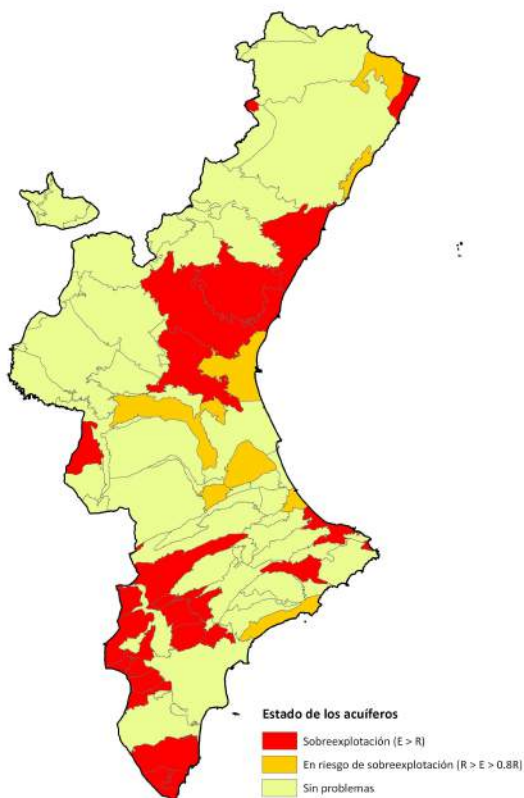 Estado de los acuíferos
Sobreexplotación (E > R)
En riesgo de sobreexplotación (R > E > 0.8R)
Sin problemas